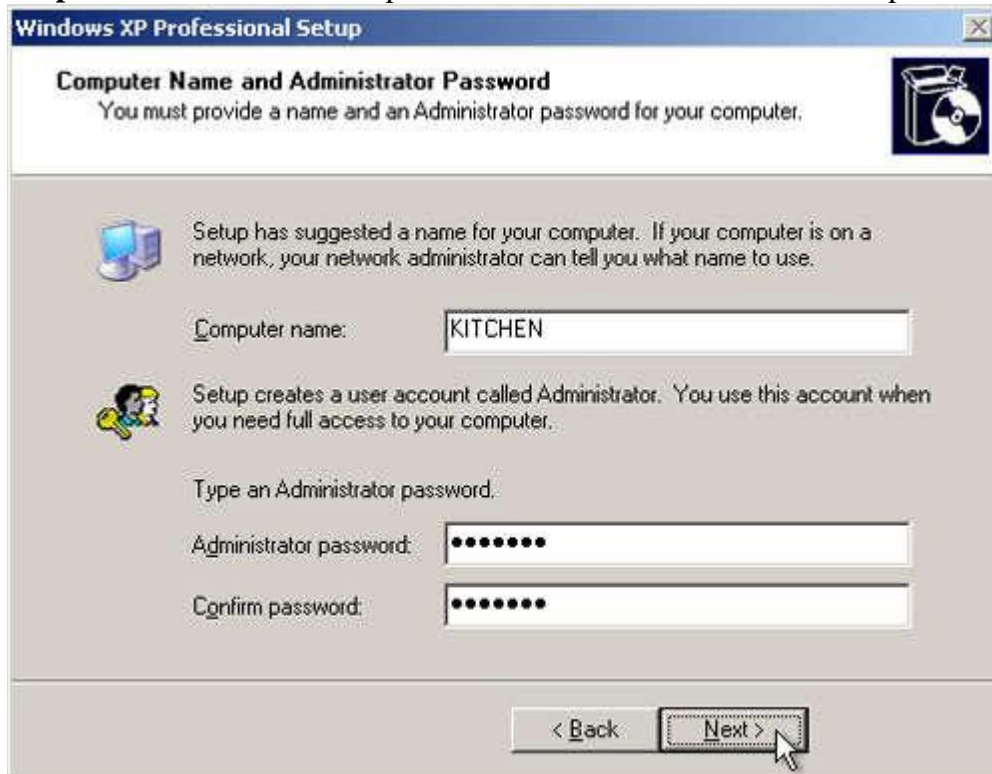 Windows XP Professional Setup
Computer Name and Administrator Password
You must provide a name and an Administrator password for your computer.
Setup has suggested a name for your computer. If your computer is on a
network, your network administrator can tell you what name to use.
Computer name:
KITCHEN
Setup creates a user account called Administrator. You use this account when
you need full access to your computer.
Type an Administrator password.
Administrator password:
•••••••
Confirm password:
•••••••
< Back
Next >